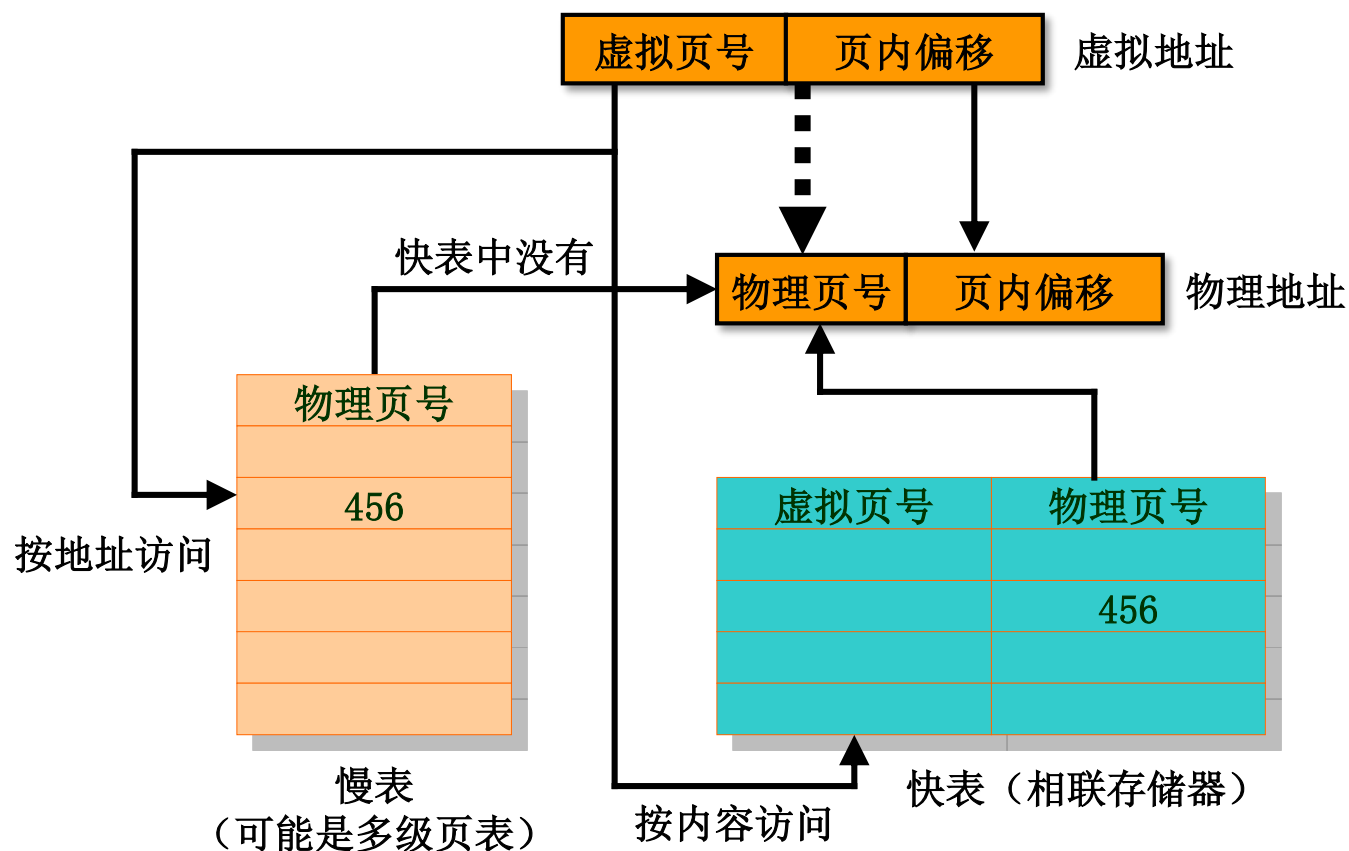 虚拟页号 页内偏移 虚拟地址
快表中没有
物理页号 页内偏移 物理地址
物理页号
456
按地址访问
虚拟页号 物理页号
456
慢表
（可能是多级页表）
快表（相联存储器）
按内容访问